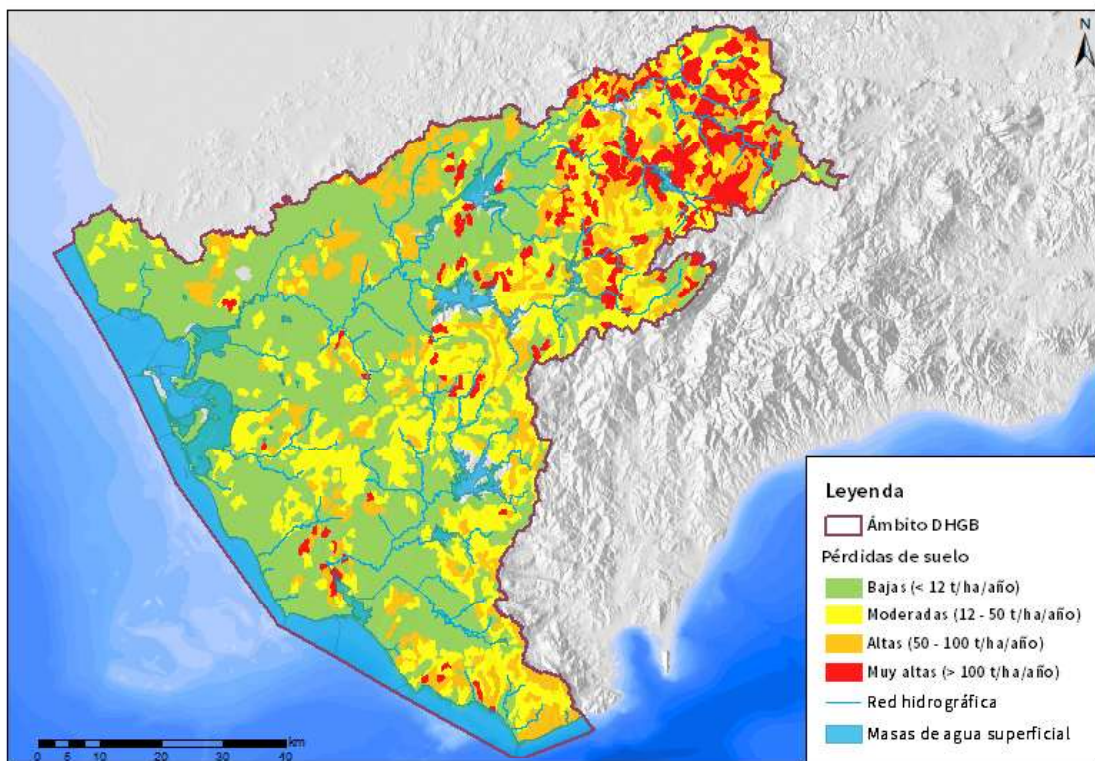 N
Leyenda
Ámbito DHGB
Pérdidas de suelo
Bajas (< 12 t/ha/año)
Moderadas (12 - 50 t/ha/año)
Altas (50 - 100 t/ha/año)
Muy altas (> 100 t/ha/año)
Red hidrográfica
Masas de agua superficial
km
0 5 10 20 30 40